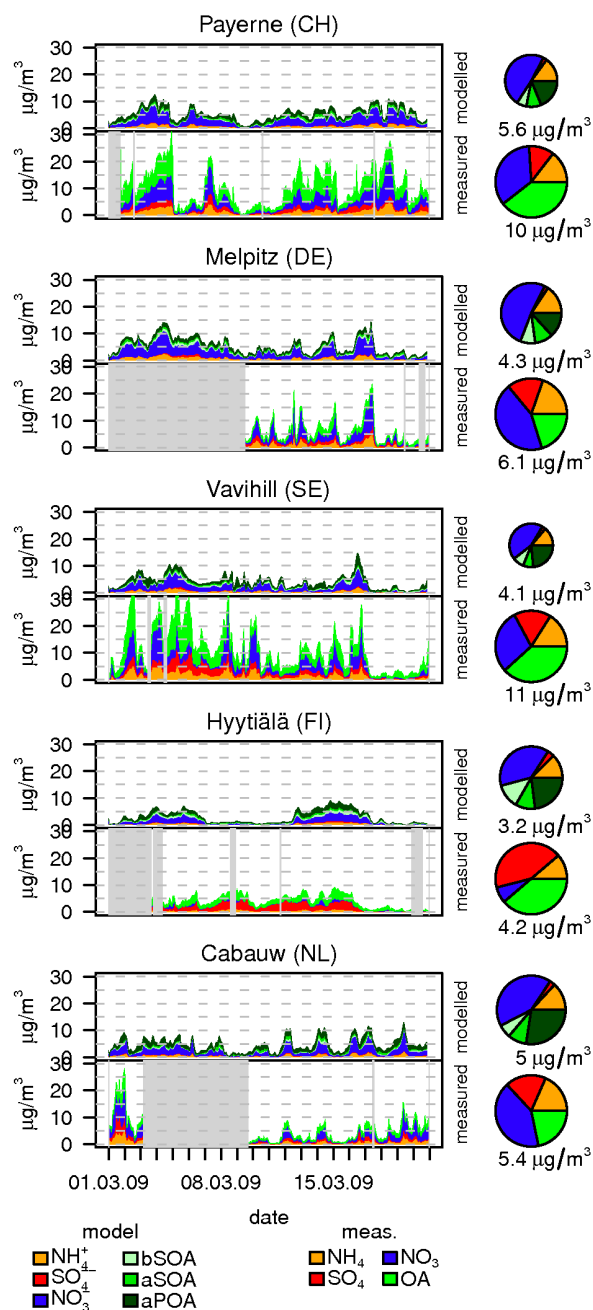 Payerne (CH)
30
20
10
0
μg/m³
modelled
5.6 μg/m³
30
20
10
0
μg/m³
measured
10 μg/m³
Melpitz (DE)
30
20
10
0
μg/m³
modelled
4.3 μg/m³
30
20
10
0
μg/m³
measured
6.1 μg/m³
Vavihill (SE)
30
20
10
0
μg/m³
modelled
4.1 μg/m³
30
20
10
0
μg/m³
measured
11 μg/m³
Hyytiälä (FI)
30
20
10
0
μg/m³
modelled
3.2 μg/m³
30
20
10
0
μg/m³
measured
4.2 μg/m³
Cabauw (NL)
30
20
10
0
μg/m³
modelled
5 μg/m³
30
20
10
0
μg/m³
measured
5.4 μg/m³
01.03.09 08.03.09 15.03.09
date
model meas.
NH₄⁺ bSOA NH₄ NO₃
SO₄⁻⁻ aSOA SO₄ OA
NO₃⁻ aPOA